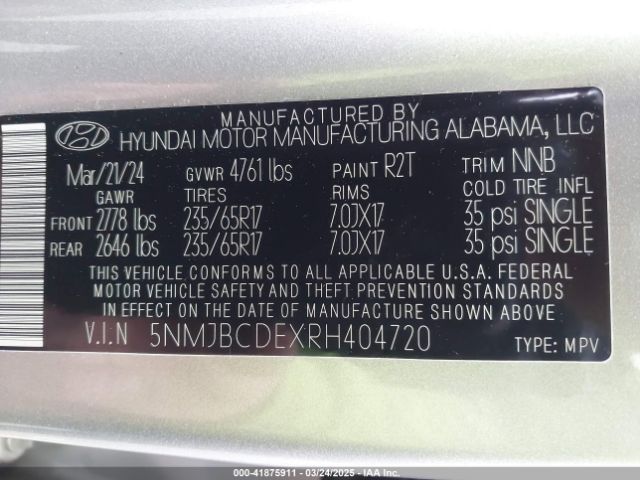 MANUFACTURED BY
HYUNDAI MOTOR MANUFACTURING ALABAMA, LLC
Mar/21/24 GVWR 4761 lbs PAINT R2T TRIM NNB
GAWR TIRES RIMS COLD TIRE INFL
FRONT 2778 lbs 235/65R17 7.0JX17 35 psi SINGLE
REAR 2646 lbs 235/65R17 7.0JX17 35 psi SINGLE
THIS VEHICLE CONFORMS TO ALL APPLICABLE U.S.A. FEDERAL
MOTOR VEHICLE SAFETY AND THEFT PREVENTION STANDARDS
IN EFFECT ON THE DATE OF MANUFACTURE SHOWN ABOVE
V.I.N 5NMJBCDEXRH404720 TYPE: MPV
000-41875911 - 03/24/2025 - IAA Inc.